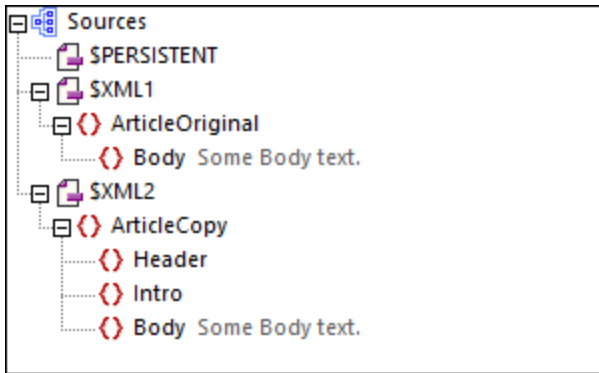 Sources
$PERSISTENT
$XML1
ArticleOriginal
Body Some Body text.
$XML2
ArticleCopy
Header
Intro
Body Some Body text.